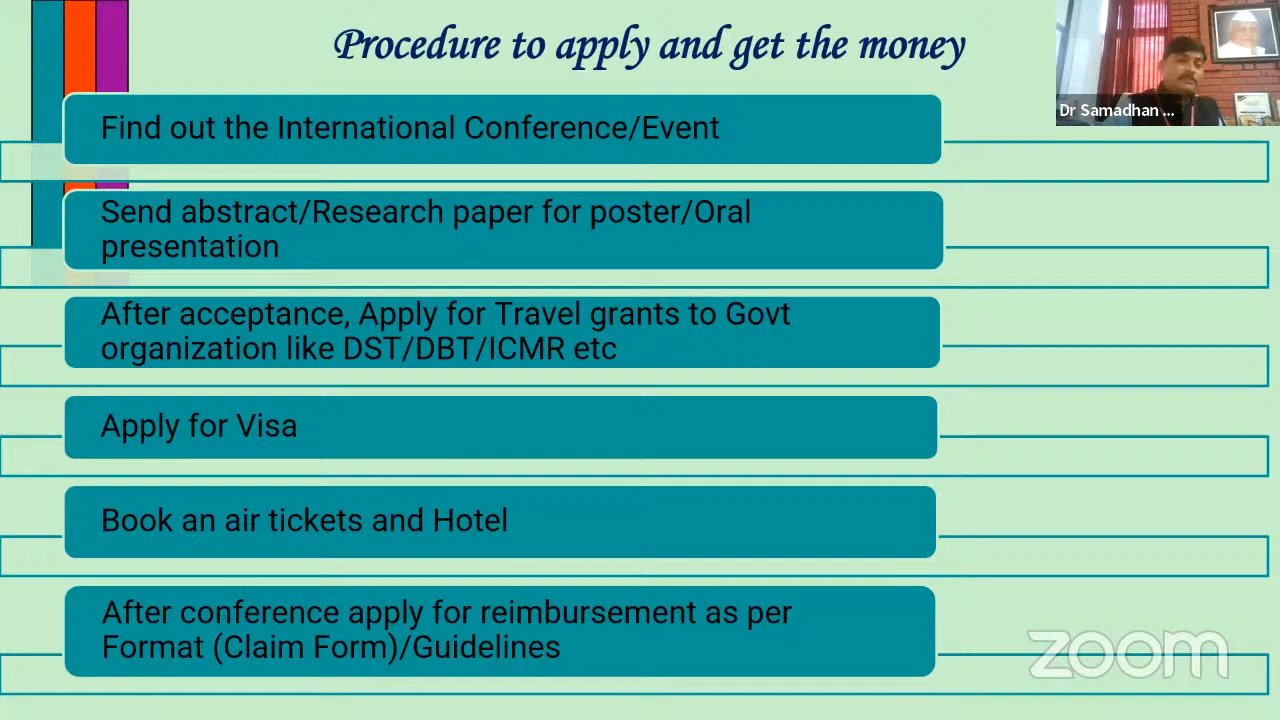 Procedure to apply and get the money
Dr Samadhan ...
Find out the International Conference/Event
Send abstract/Research paper for poster/Oral
presentation
After acceptance, Apply for Travel grants to Govt
organization like DST/DBT/ICMR etc
Apply for Visa
Book an air tickets and Hotel
After conference apply for reimbursement as per
Format (Claim Form)/Guidelines
zoom